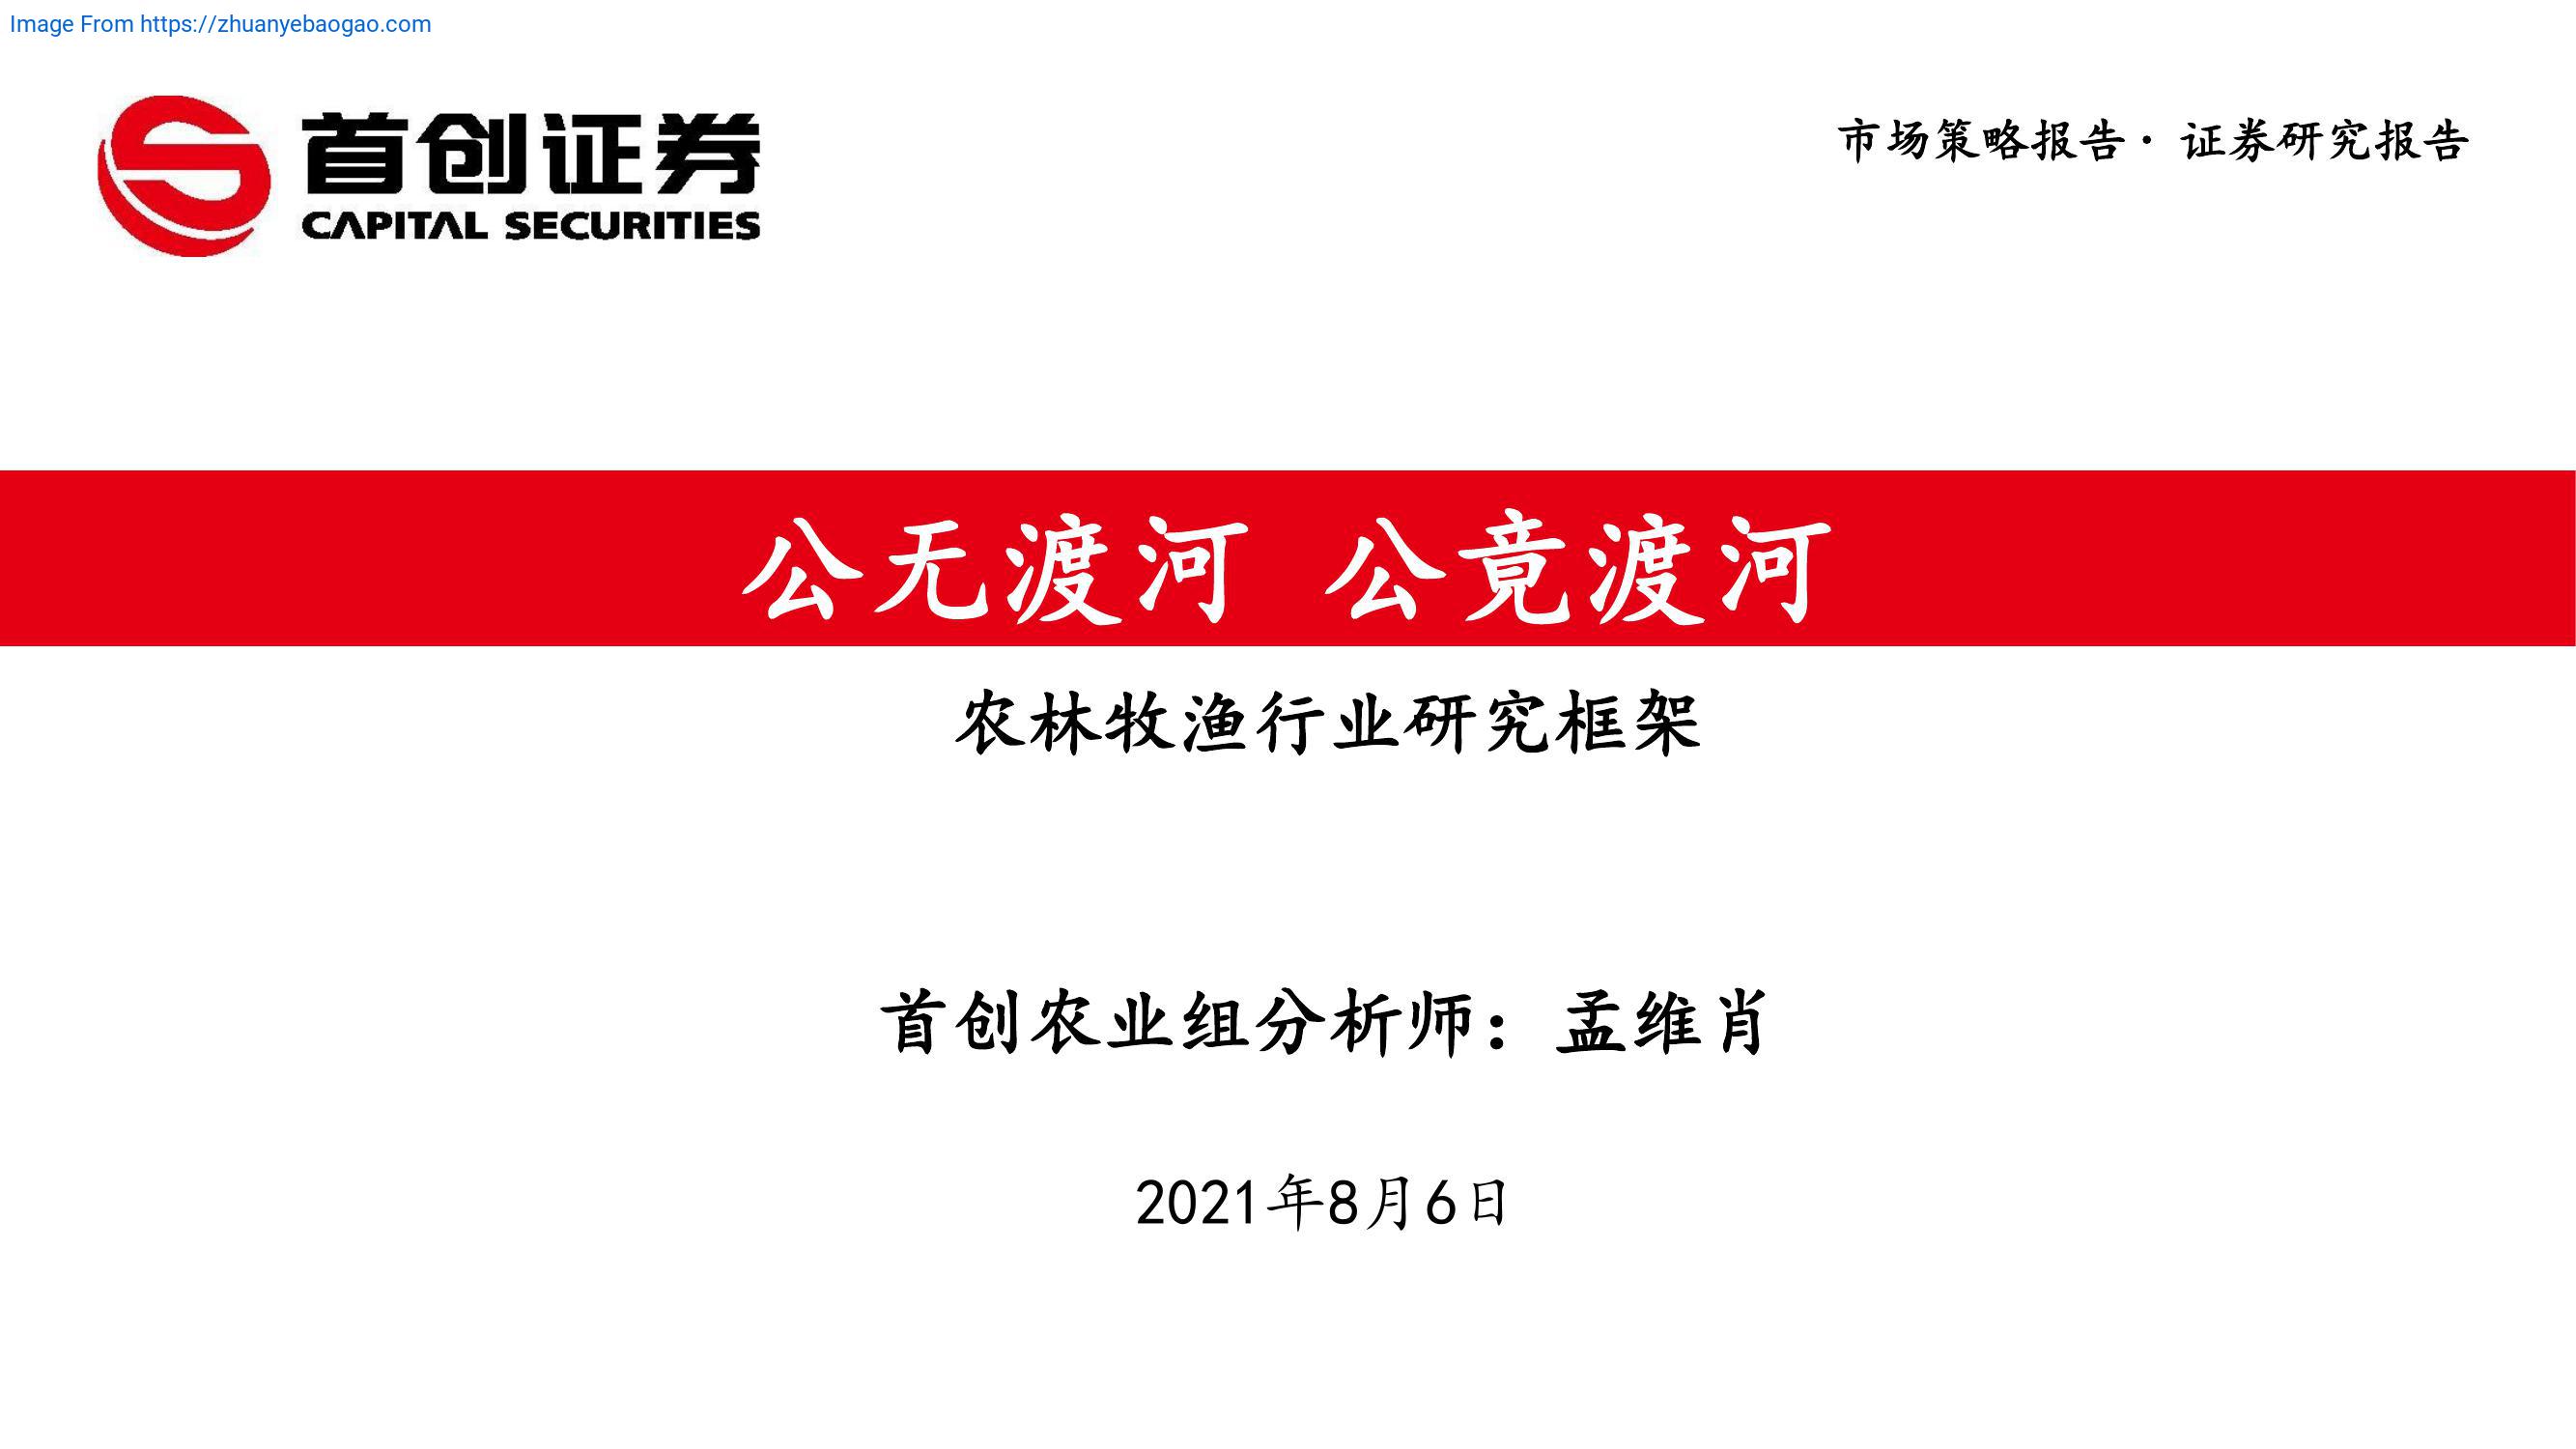 Image From https://zhuanyebaogao.com
首创证券
CAPITAL SECURITIES
市场策略报告· 证券研究报告
公无渡河 公竟渡河
农林牧渔行业研究框架
首创农业组分析师：孟维肖
2021年8月6日